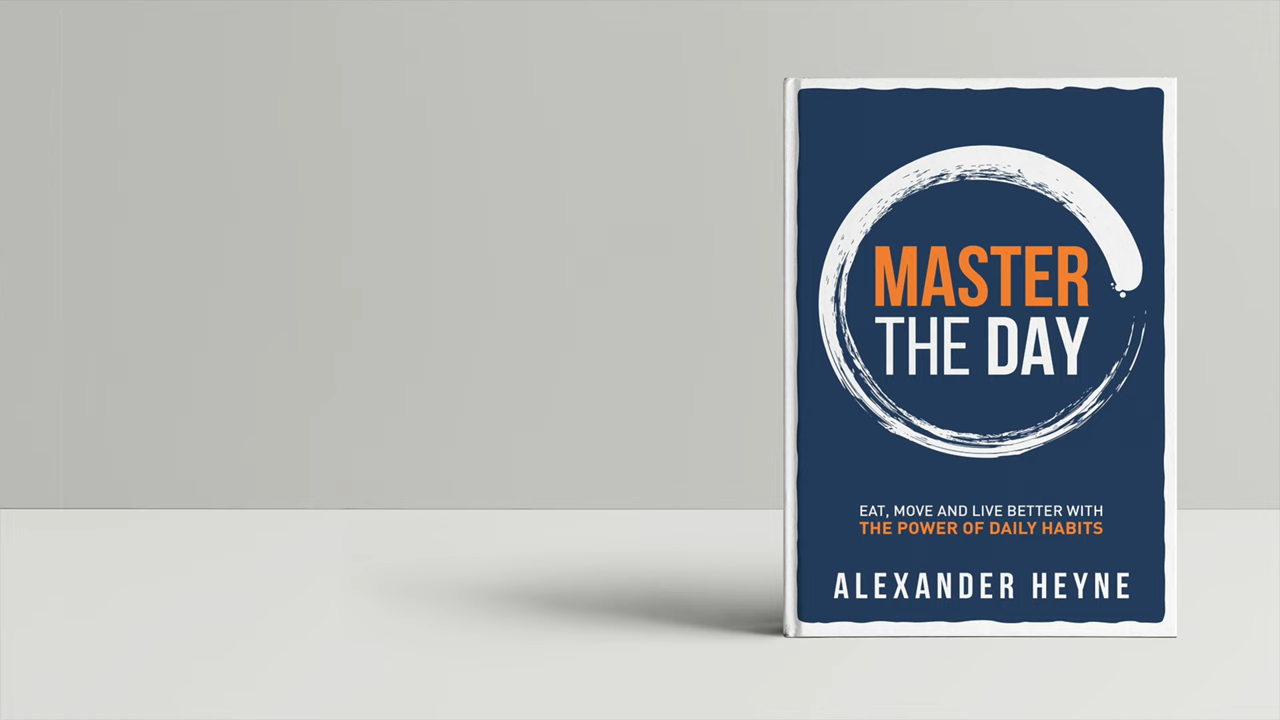 MASTER
THE DAY
EAT, MOVE AND LIVE BETTER WITH
THE POWER OF DAILY HABITS
ALEXANDER HEYNE